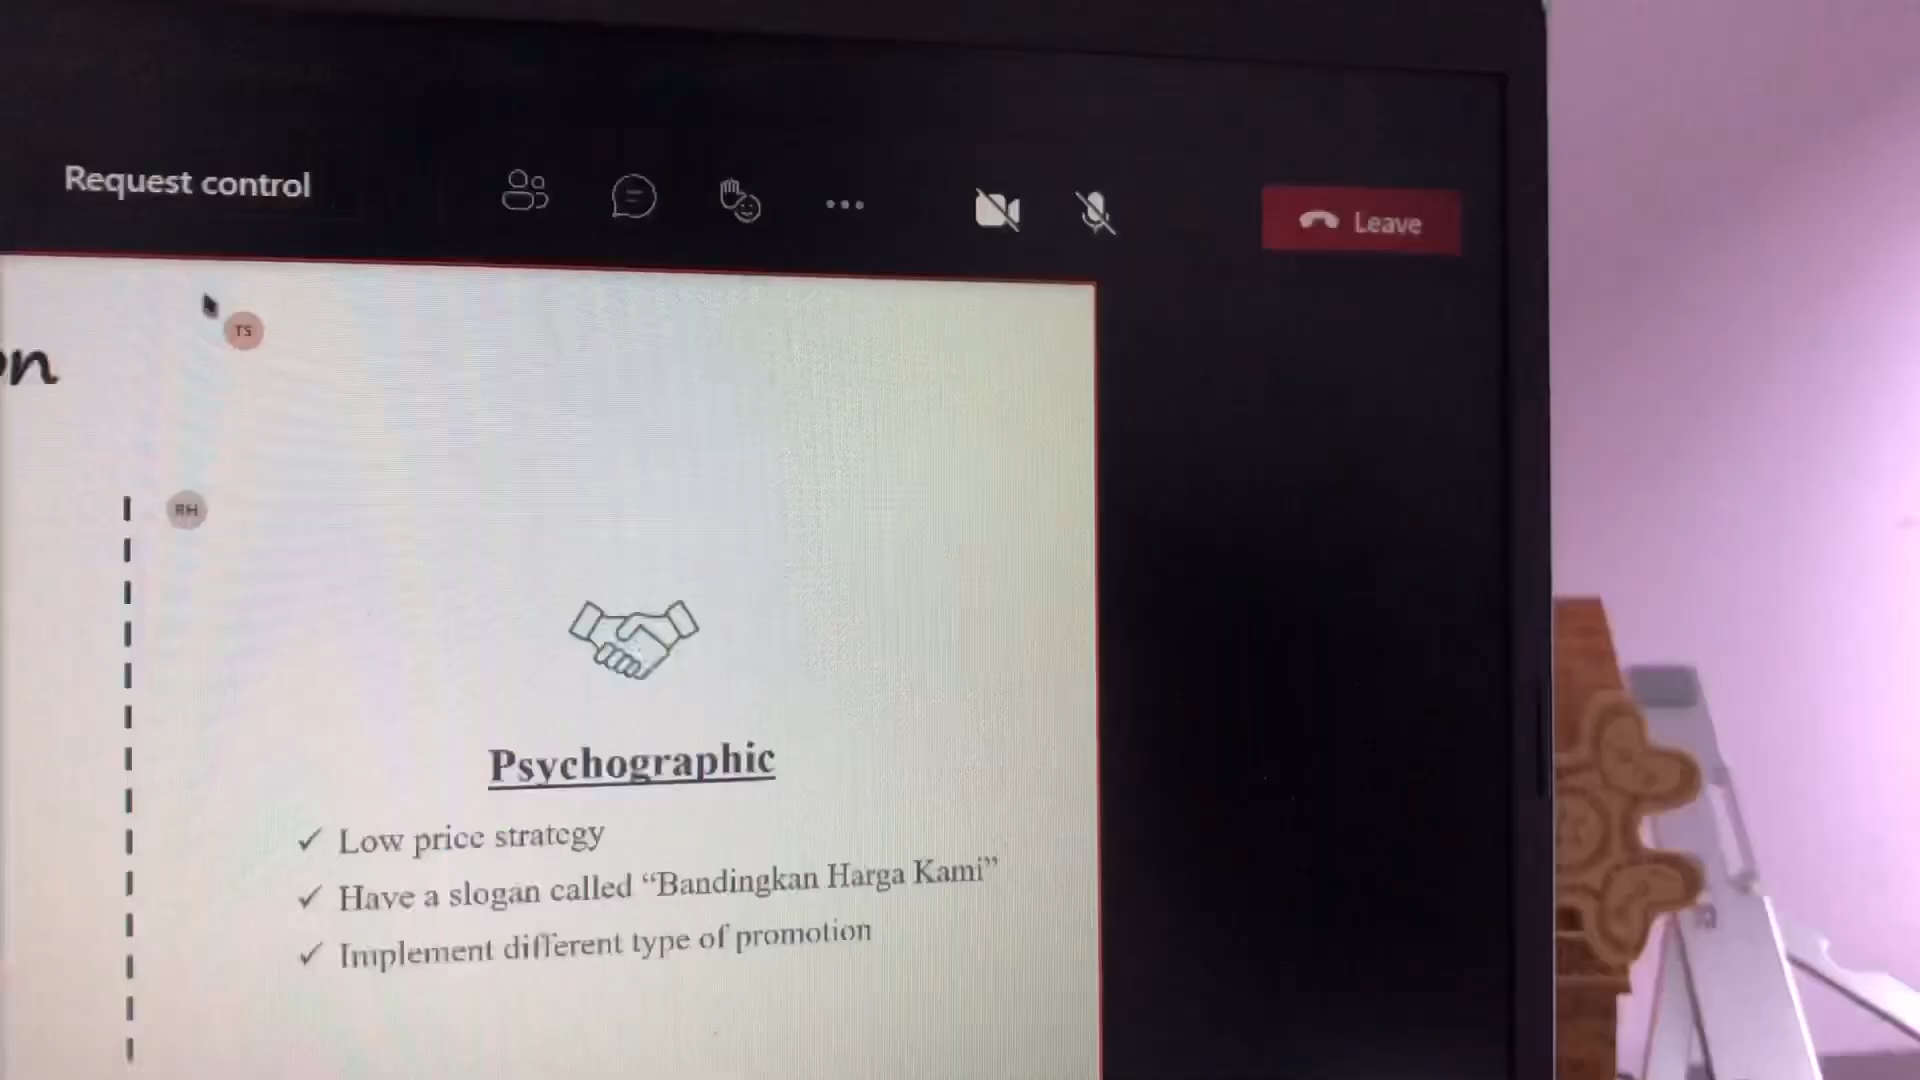 Request control
Leave
TS
on
RH
Psychographic
✓ Low price strategy
✓ Have a slogan called “Bandingkan Harga Kami”
✓ Implement different type of promotion